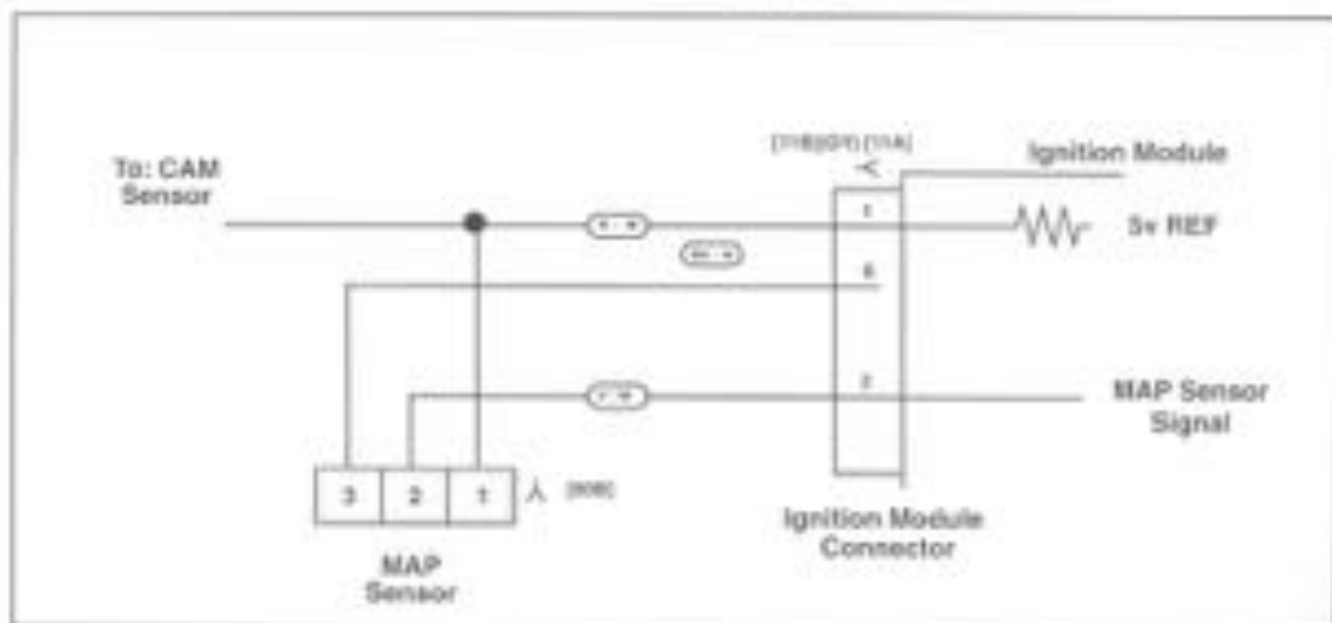 To: CAM
Sensor
Ignition Module
1
5v REF
6
2
MAP Sensor
Signal
3 2 1
MAP
Sensor
Ignition Module
Connector